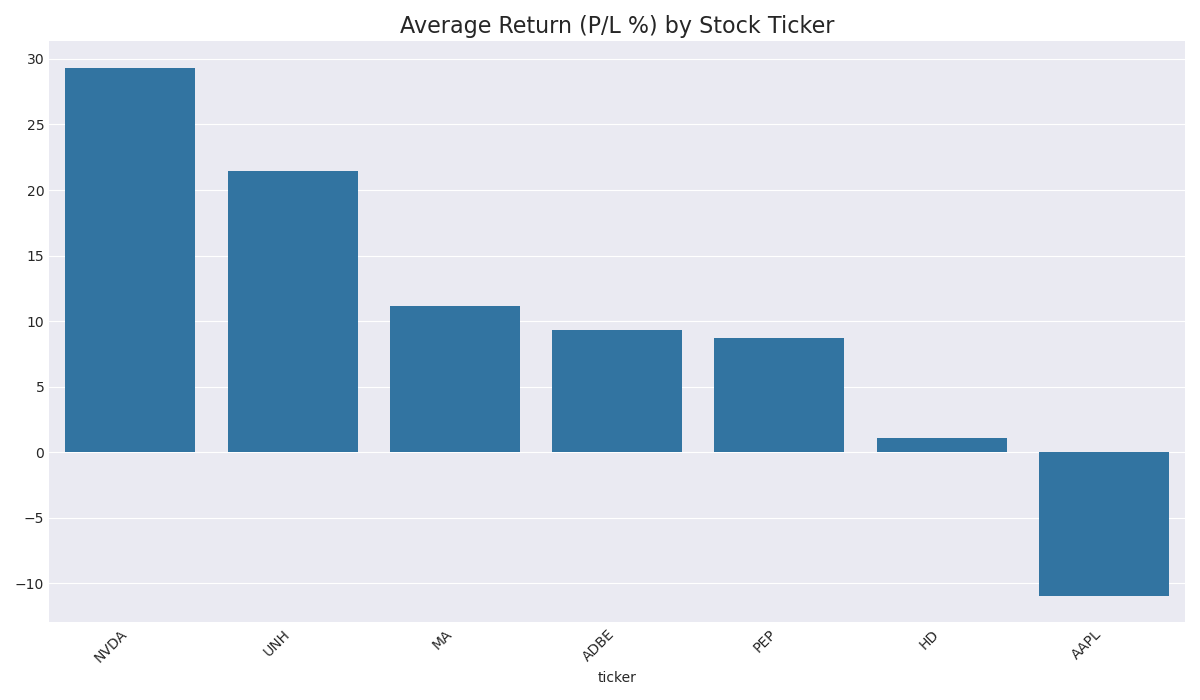 Average Return (P/L %) by Stock Ticker
30
25
20
15
10
5
0
−5
−10
NVDA
UNH
MA
ADBE
PEP
HD
AAPL
ticker